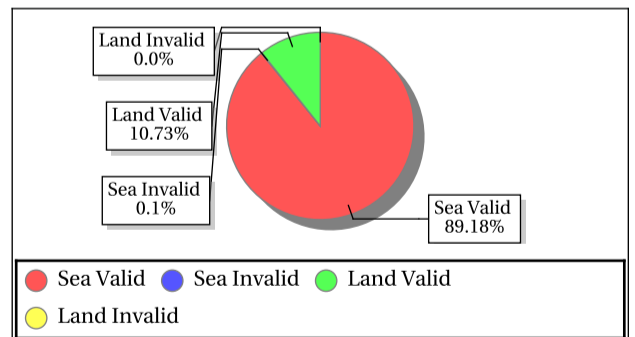 Land Invalid
0.0%
Land Valid
10.73%
Sea Invalid
0.1%
Sea Valid
89.18%
Sea Valid Sea Invalid Land Valid
Land Invalid